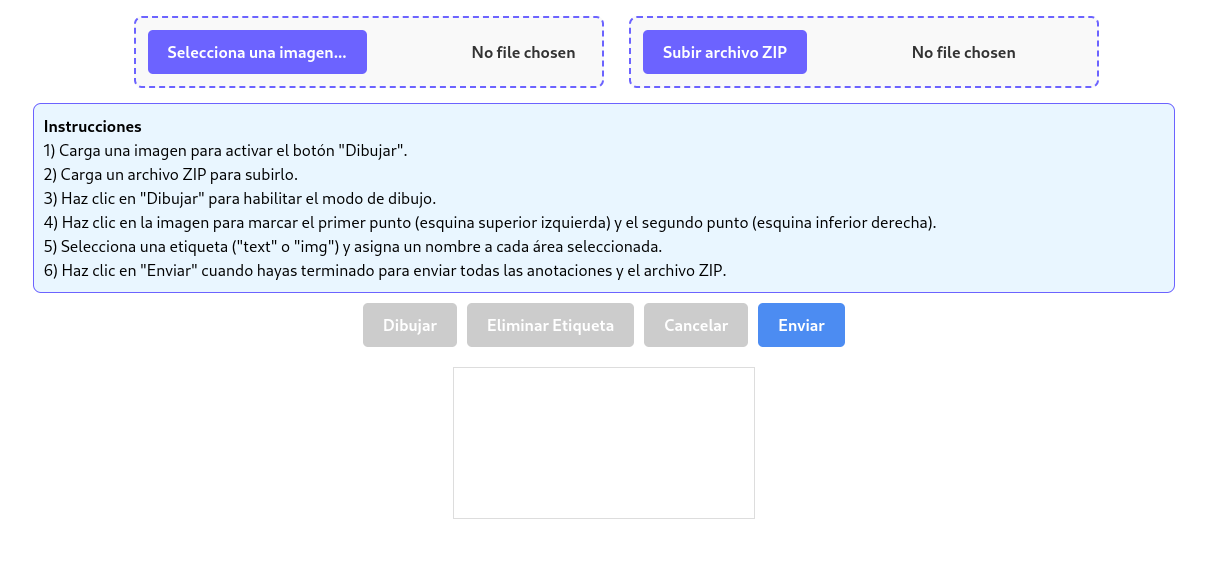 Selecciona una imagen... No file chosen Subir archivo ZIP No file chosen
Instrucciones
1) Carga una imagen para activar el botón "Dibujar".
2) Carga un archivo ZIP para subirlo.
3) Haz clic en "Dibujar" para habilitar el modo de dibujo.
4) Haz clic en la imagen para marcar el primer punto (esquina superior izquierda) y el segundo punto (esquina inferior derecha).
5) Selecciona una etiqueta ("text" o "img") y asigna un nombre a cada área seleccionada.
6) Haz clic en "Enviar" cuando hayas terminado para enviar todas las anotaciones y el archivo ZIP.
Dibujar Eliminar Etiqueta Cancelar Enviar